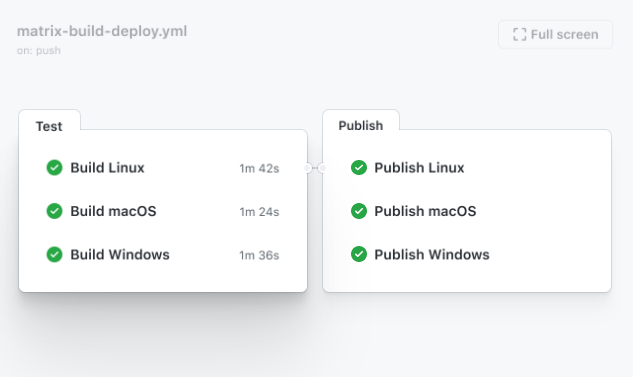 matrix-build-deploy.yml
on: push
Full screen
Test
Build Linux 1m 42s
Build macOS 1m 24s
Build Windows 1m 36s
Publish
Publish Linux
Publish macOS
Publish Windows